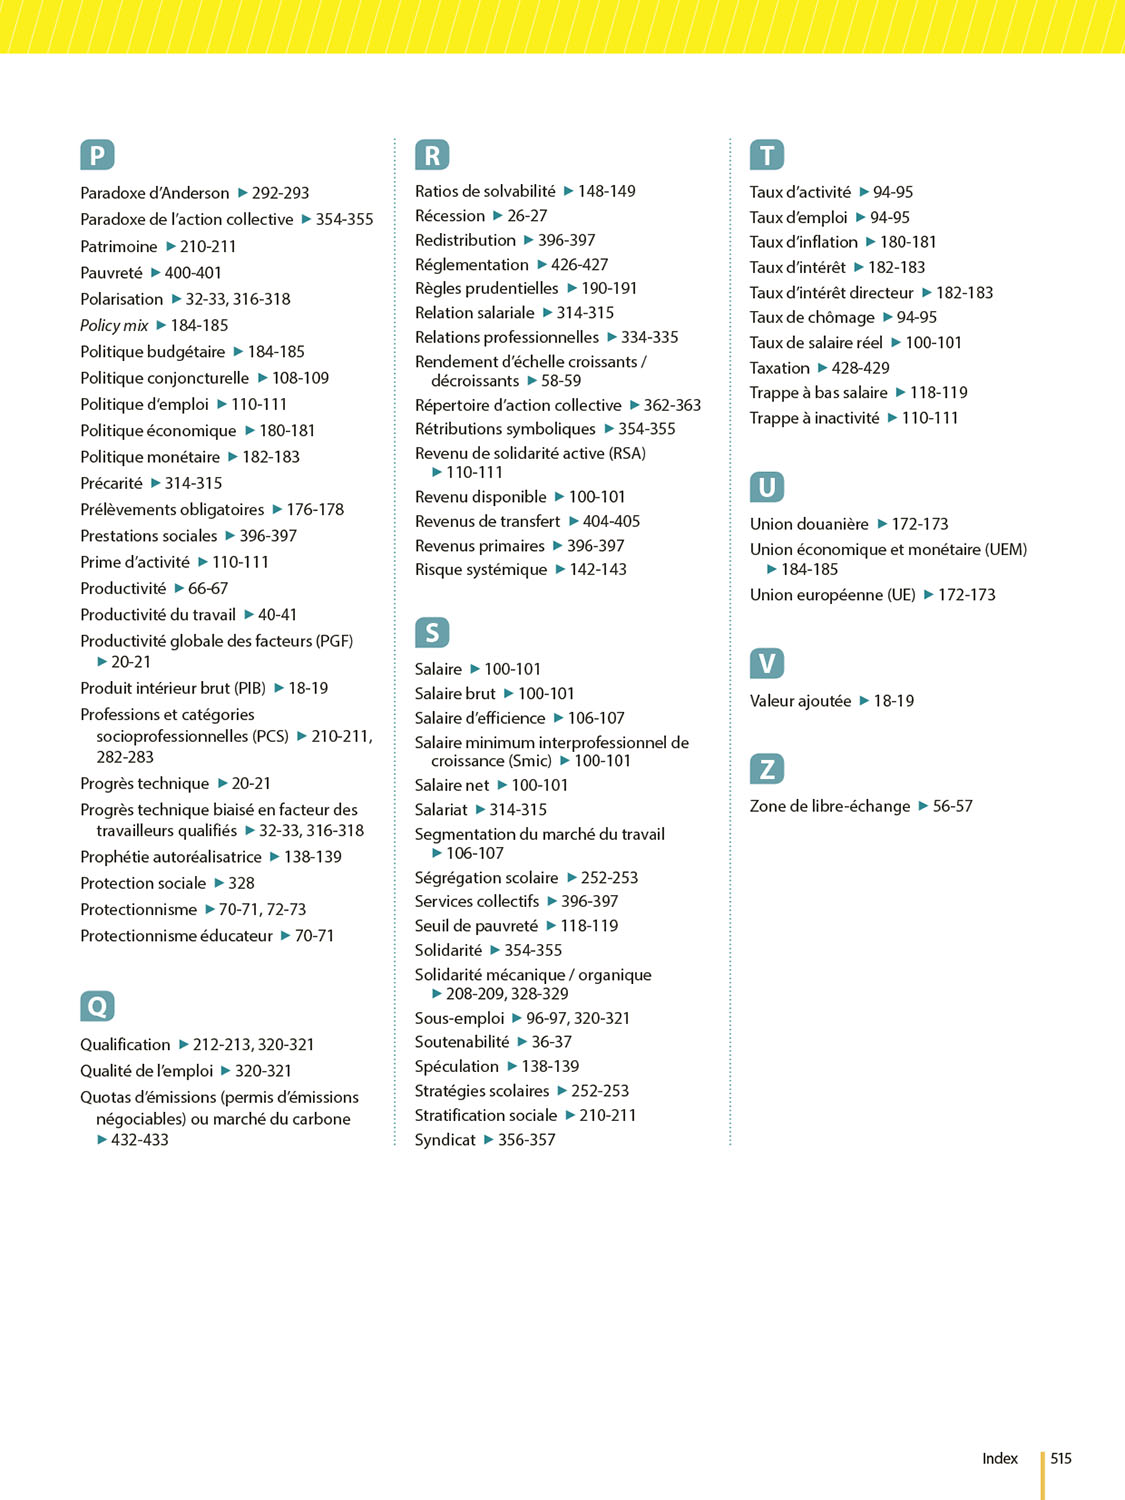 P
Paradoxe d’Anderson ▶ 292-293
Paradoxe de l’action collective ▶ 354-355
Patrimoine ▶ 210-211
Pauvreté ▶ 400-401
Polarisation ▶ 32-33, 316-318
Policy mix ▶ 184-185
Politique budgétaire ▶ 184-185
Politique conjoncturelle ▶ 108-109
Politique d’emploi ▶ 110-111
Politique économique ▶ 180-181
Politique monétaire ▶ 182-183
Précarité ▶ 314-315
Prélèvements obligatoires ▶ 176-178
Prestations sociales ▶ 396-397
Prime d’activité ▶ 110-111
Productivité ▶ 66-67
Productivité du travail ▶ 40-41
Productivité globale des facteurs (PGF)
▶ 20-21
Produit intérieur brut (PIB) ▶ 18-19
Professions et catégories
socioprofessionnelles (PCS) ▶ 210-211,
282-283
Progrès technique ▶ 20-21
Progrès technique biaisé en facteur des
travailleurs qualifiés ▶ 32-33, 316-318
Prophétie autoréalisatrice ▶ 138-139
Protection sociale ▶ 328
Protectionnisme ▶ 70-71, 72-73
Protectionnisme éducateur ▶ 70-71
Q
Qualification ▶ 212-213, 320-321
Qualité de l’emploi ▶ 320-321
Quotas d’émissions (permis d’émissions
négociables) ou marché du carbone
▶ 432-433
R
Ratios de solvabilité ▶ 148-149
Récession ▶ 26-27
Redistribution ▶ 396-397
Réglementation ▶ 426-427
Règles prudentielles ▶ 190-191
Relation salariale ▶ 314-315
Relations professionnelles ▶ 334-335
Rendement d’échelle croissants /
décroissants ▶ 58-59
Répertoire d’action collective ▶ 362-363
Rétributions symboliques ▶ 354-355
Revenu de solidarité active (RSA)
▶ 110-111
Revenu disponible ▶ 100-101
Revenus de transfert ▶ 404-405
Revenus primaires ▶ 396-397
Risque systémique ▶ 142-143
S
Salaire ▶ 100-101
Salaire brut ▶ 100-101
Salaire d’efficience ▶ 106-107
Salaire minimum interprofessionnel de
croissance (Smic) ▶ 100-101
Salaire net ▶ 100-101
Salariat ▶ 314-315
Segmentation du marché du travail
▶ 106-107
Ségrégation scolaire ▶ 252-253
Services collectifs ▶ 396-397
Seuil de pauvreté ▶ 118-119
Solidarité ▶ 354-355
Solidarité mécanique / organique
▶ 208-209, 328-329
Sous-emploi ▶ 96-97, 320-321
Soutenabilité ▶ 36-37
Spéculation ▶ 138-139
Stratégies scolaires ▶ 252-253
Stratification sociale ▶ 210-211
Syndicat ▶ 356-357
T
Taux d’activité ▶ 94-95
Taux d’emploi ▶ 94-95
Taux d’inflation ▶ 180-181
Taux d’intérêt ▶ 182-183
Taux d’intérêt directeur ▶ 182-183
Taux de chômage ▶ 94-95
Taux de salaire réel ▶ 100-101
Taxation ▶ 428-429
Trappe à bas salaire ▶ 118-119
Trappe à inactivité ▶ 110-111
U
Union douanière ▶ 172-173
Union économique et monétaire (UEM)
▶ 184-185
Union européenne (UE) ▶ 172-173
V
Valeur ajoutée ▶ 18-19
Z
Zone de libre-échange ▶ 56-57
Index 515